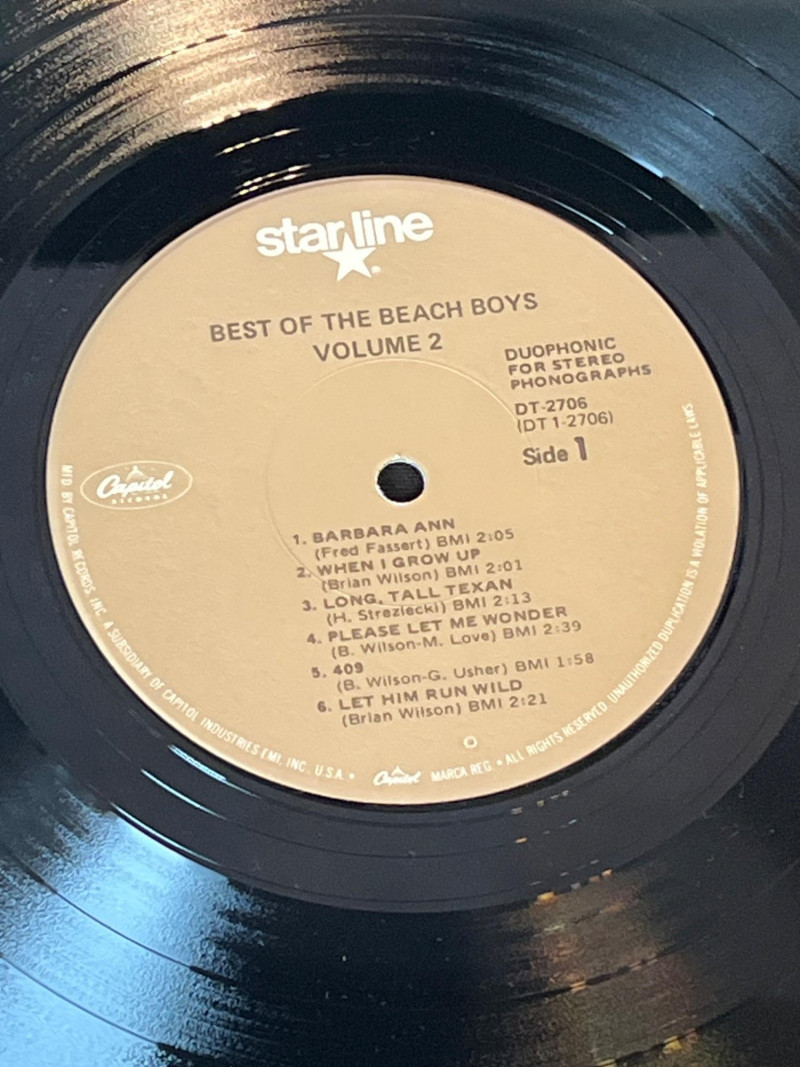 starline
BEST OF THE BEACH BOYS
VOLUME 2
DUOPHONIC
FOR STEREO
PHONOGRAPHS
DT-2706
(DT 1-2706)
Side 1
Capitol
RECORDS
1. BARBARA ANN
(Fred Fassert) BMI 2:05
2. WHEN I GROW UP
(Brian Wilson) BMI 2:01
3. LONG, TALL TEXAN
(H. Strezlecki) BMI 2:13
4. PLEASE LET ME WONDER
(B. Wilson-M. Love) BMI 2:39
5. 409
(B. Wilson-G. Usher) BMI 1:58
6. LET HIM RUN WILD
(Brian Wilson) BMI 2:21
MFD. BY CAPITOL RECORDS, INC. A SUBSIDIARY OF CAPITOL INDUSTRIES EMI, INC. U.S.A. • Capitol MARCA REG. • ALL RIGHTS RESERVED. UNAUTHORIZED DUPLICATION IS A VIOLATION OF APPLICABLE LAWS.